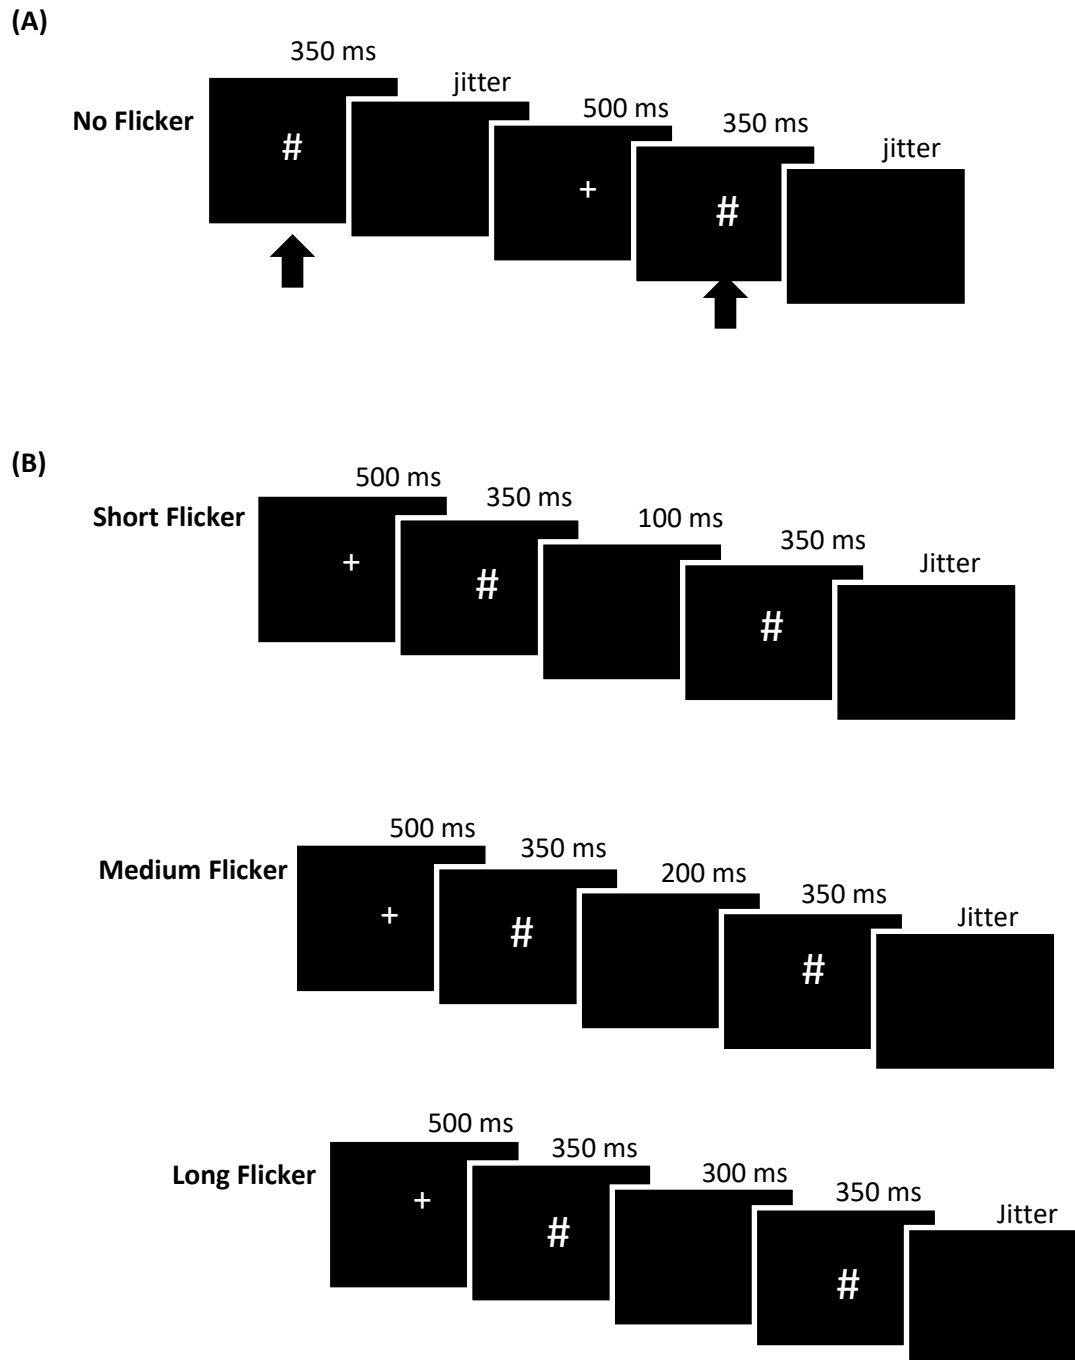 (A)
350 ms
jitter
500 ms
350 ms
jitter
No Flicker
#
+
#
(B)
500 ms
350 ms
100 ms
350 ms
Jitter
Short Flicker
+
#
#
500 ms
350 ms
200 ms
350 ms
Jitter
Medium Flicker
+
#
#
500 ms
350 ms
300 ms
350 ms
Jitter
Long Flicker
+
#
#